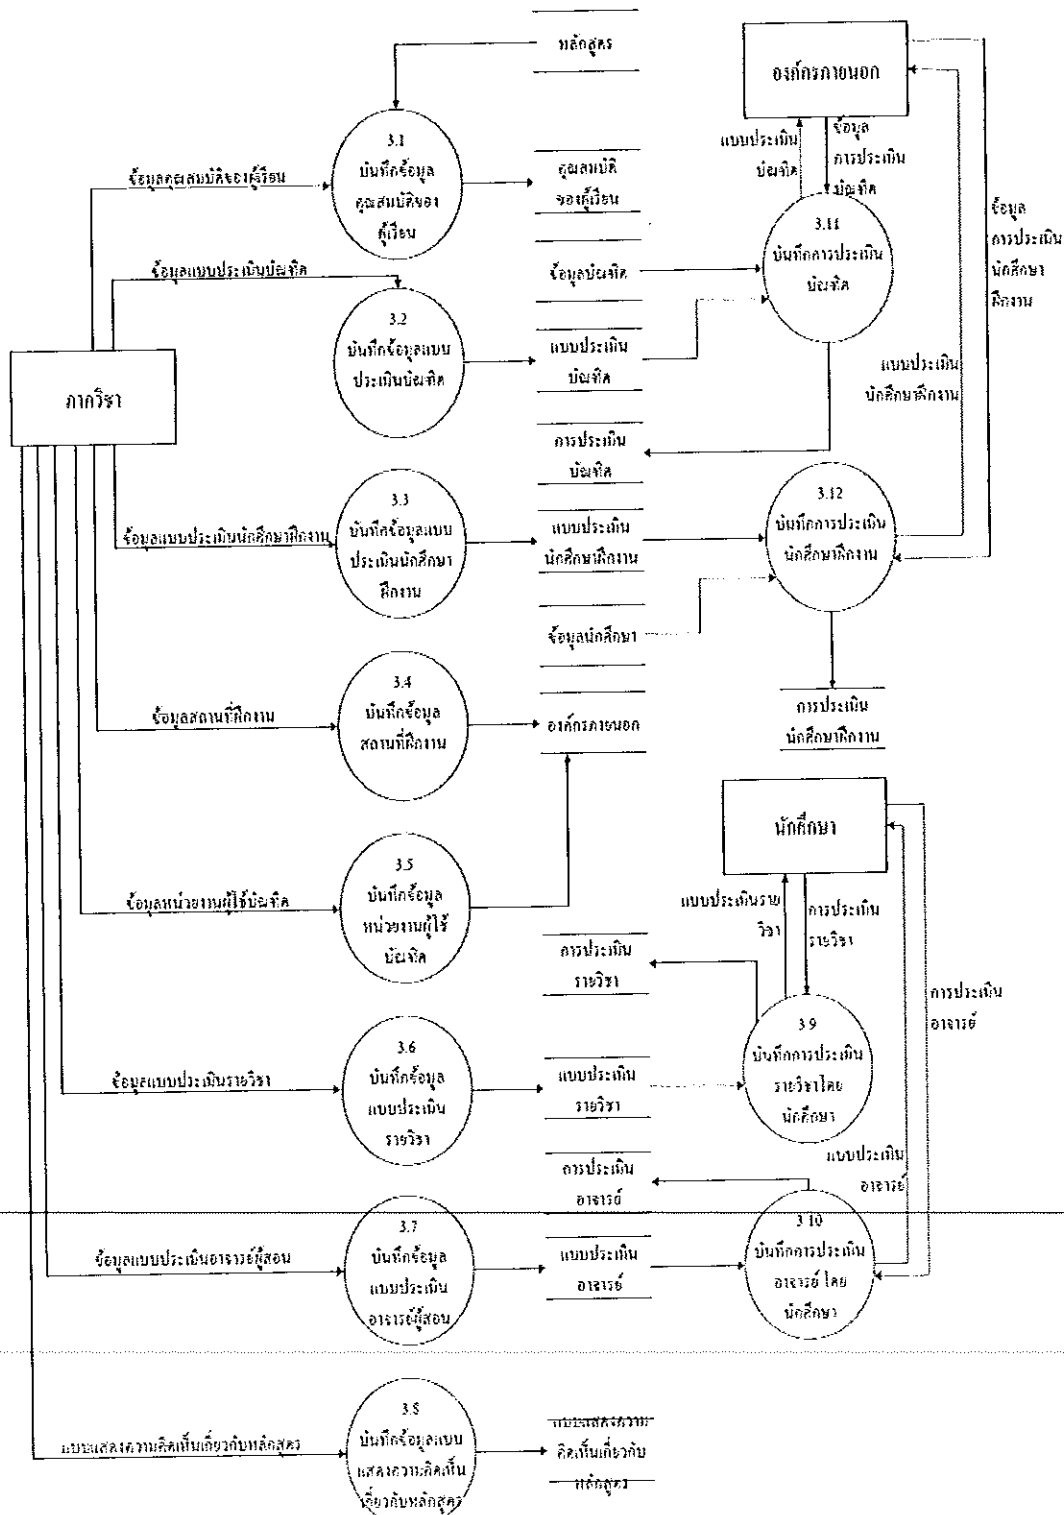 หลักสูตร
องค์กรภายนอก
3.1
บันทึกข้อมูล
คุณสมบัติของ
ผู้เรียน
ข้อมูลคุณสมบัติของผู้เรียน
คุณสมบัติ
ของผู้เรียน
แบบประเมิน
บัณฑิต
ข้อมูล
การประเมิน
บัณฑิต
ข้อมูล
การประเมิน
นักศึกษา
ฝึกงาน
3.11
บันทึกการประเมิน
บัณฑิต
ข้อมูลแบบประเมินบัณฑิต
ข้อมูลบัณฑิต
3.2
บันทึกข้อมูลแบบ
ประเมินบัณฑิต
แบบประเมิน
บัณฑิต
แบบประเมิน
นักศึกษาฝึกงาน
ภาควิชา
การประเมิน
บัณฑิต
3.3
บันทึกข้อมูลแบบ
ประเมินนักศึกษา
ฝึกงาน
ข้อมูลแบบประเมินนักศึกษาฝึกงาน
แบบประเมิน
นักศึกษาฝึกงาน
3.12
บันทึกการประเมิน
นักศึกษาฝึกงาน
ข้อมูลนักศึกษา
3.4
บันทึกข้อมูล
สถานที่ฝึกงาน
ข้อมูลสถานที่ฝึกงาน
องค์กรภายนอก
การประเมิน
นักศึกษาฝึกงาน
นักศึกษา
3.5
บันทึกข้อมูล
หน่วยงานผู้ใช้
บัณฑิต
ข้อมูลหน่วยงานผู้ใช้บัณฑิต
แบบประเมินราย
วิชา
การประเมิน
รายวิชา
การประเมิน
รายวิชา
การประเมิน
อาจารย์
3.9
บันทึกการประเมิน
รายวิชาโดย
นักศึกษา
3.6
บันทึกข้อมูล
แบบประเมิน
รายวิชา
ข้อมูลแบบประเมินรายวิชา
แบบประเมิน
รายวิชา
แบบประเมิน
อาจารย์
การประเมิน
อาจารย์
3.7
บันทึกข้อมูล
แบบประเมิน
อาจารย์ผู้สอน
ข้อมูลแบบประเมินอาจารย์ผู้สอน
แบบประเมิน
อาจารย์
3.10
บันทึกการประเมิน
อาจารย์ โดย
นักศึกษา
3.8
บันทึกข้อมูลแบบ
แสดงความคิดเห็น
เกี่ยวกับหลักสูตร
แบบแสดงความคิดเห็นเกี่ยวกับหลักสูตร
แบบแสดงความ
คิดเห็นเกี่ยวกับ
หลักสูตร